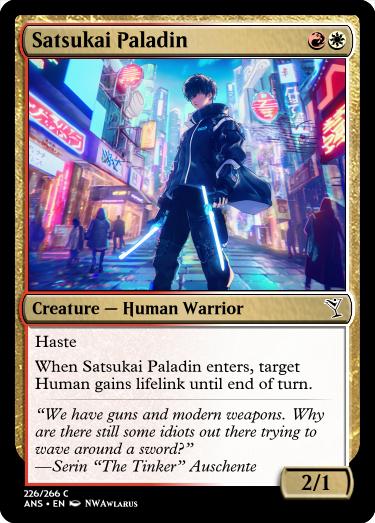 Satsukai Paladin
Creature — Human Warrior
Haste
When Satsukai Paladin enters, target
Human gains lifelink until end of turn.
“We have guns and modern weapons. Why
are there still some idiots out there trying to
wave around a sword?”
—Serin “The Tinker” Auschente
2/1
226/266 C
ANS • EN NWAwlarus